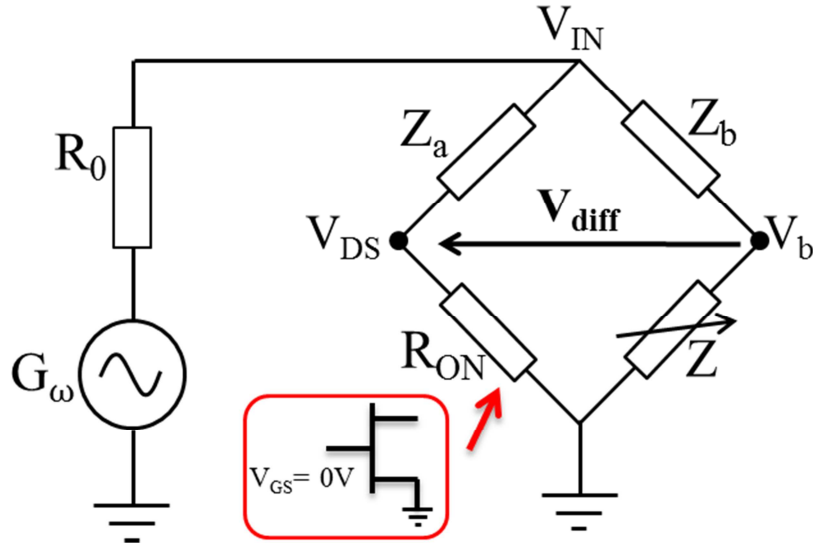 V_IN
R_0
Z_a
Z_b
V_diff
V_DS
V_b
R_ON
Z
G_ω
V_GS= 0V